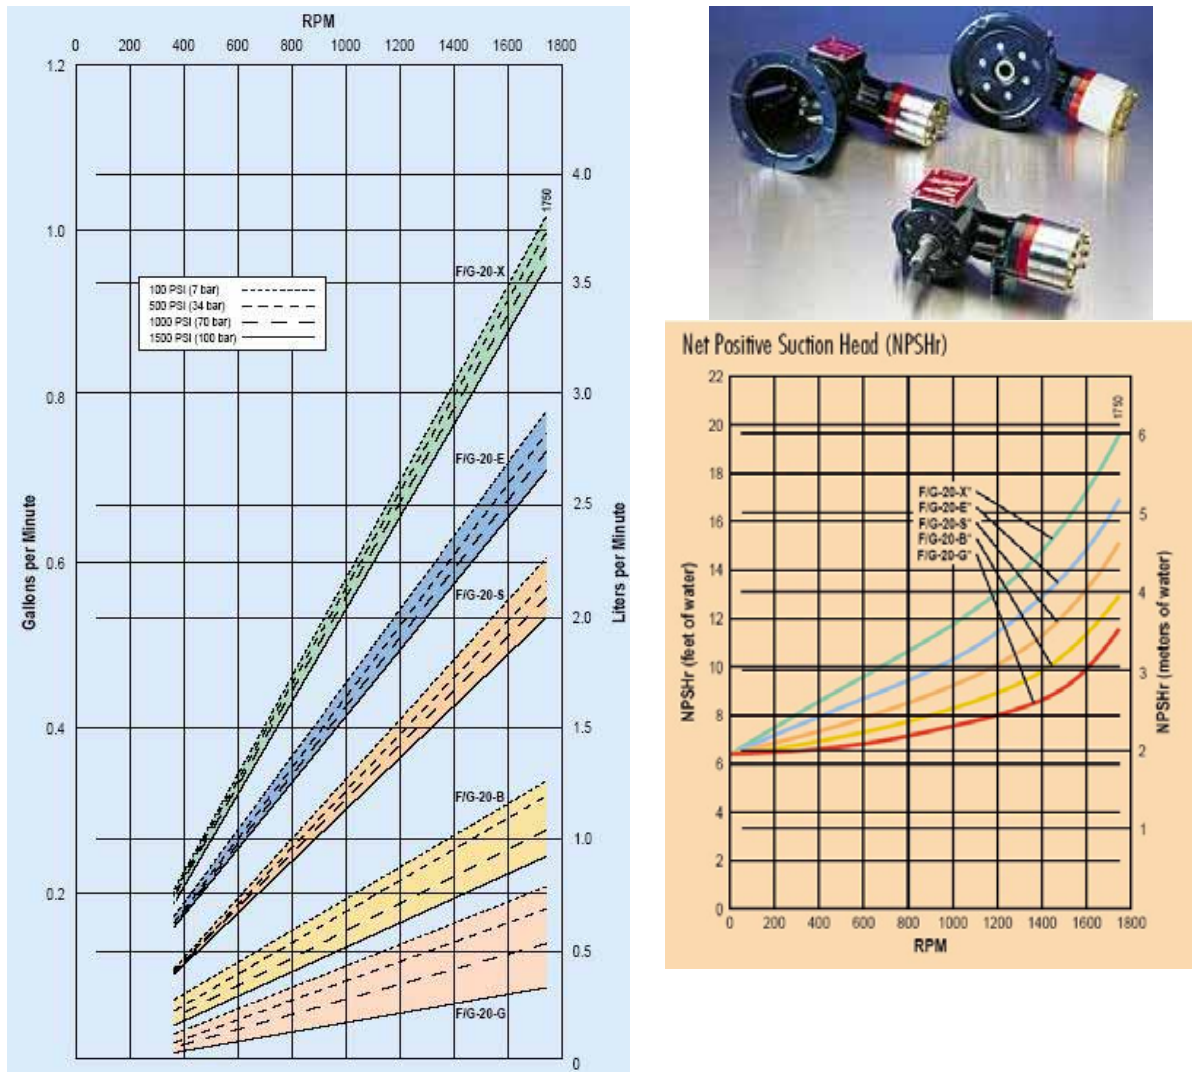 RPM
0 200 400 600 800 1000 1200 1400 1600 1800
1.2
4.0
1750
1.0
F/G-20-X
3.5
100 PSI (7 bar)
500 PSI (34 bar)
1000 PSI (70 bar)
1500 PSI (100 bar)
0.8
3.0
F/G-20-E
2.5
Gallons per Minute
Liters per Minute
0.6
F/G-20-S
2.0
0.4
1.5
F/G-20-B
1.0
0.2
0.5
F/G-20-G
0
Net Positive Suction Head (NPSHr)
22
1750
20
6
18
F/G-20-X"
F/G-20-E"
F/G-20-S"
F/G-20-B"
F/G-20-G"
16
5
14
4
12
NPSHr (feet of water)
NPSHr (meters of water)
10
3
8
2
6
4
1
2
0
0 200 400 600 800 1000 1200 1400 1600 1800
RPM